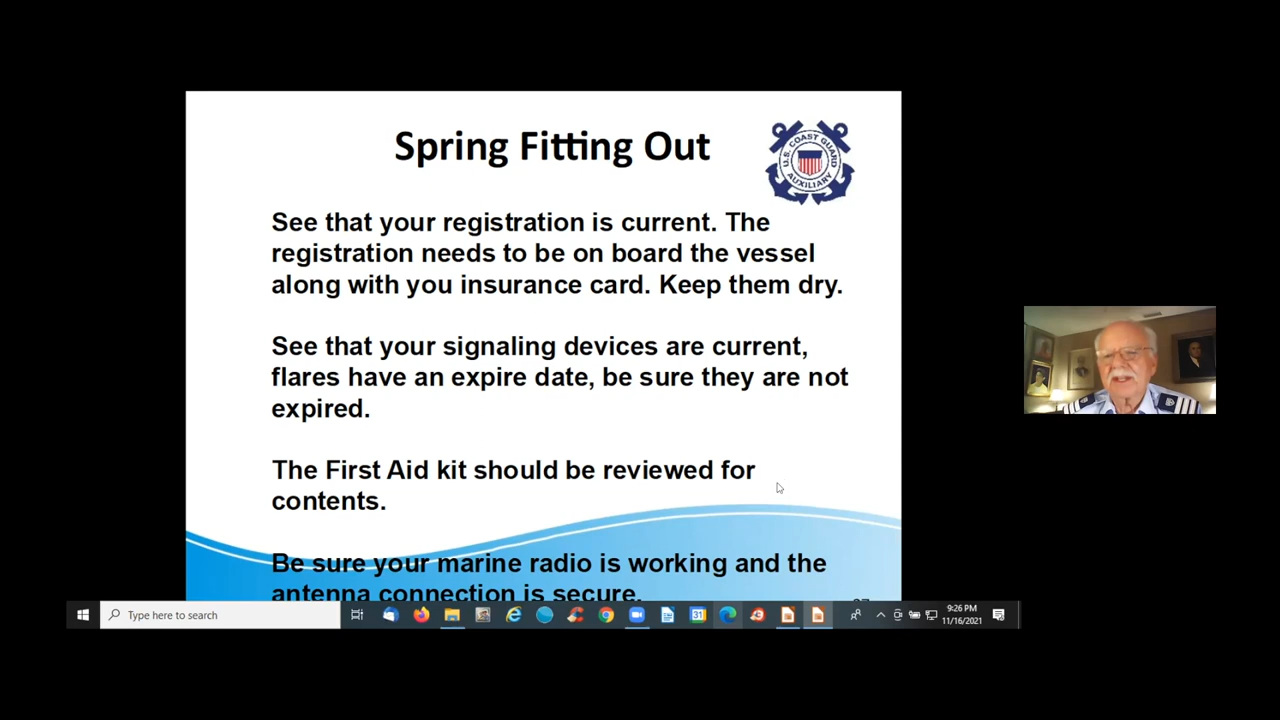 Spring Fitting Out
U.S. COAST GUARD
AUXILIARY
See that your registration is current. The
registration needs to be on board the vessel
along with you insurance card. Keep them dry.
See that your signaling devices are current,
flares have an expire date, be sure they are not
expired.
The First Aid kit should be reviewed for
contents.
Be sure your marine radio is working and the
antenna connection is secure.
Type here to search
31
9:26 PM
11/16/2021